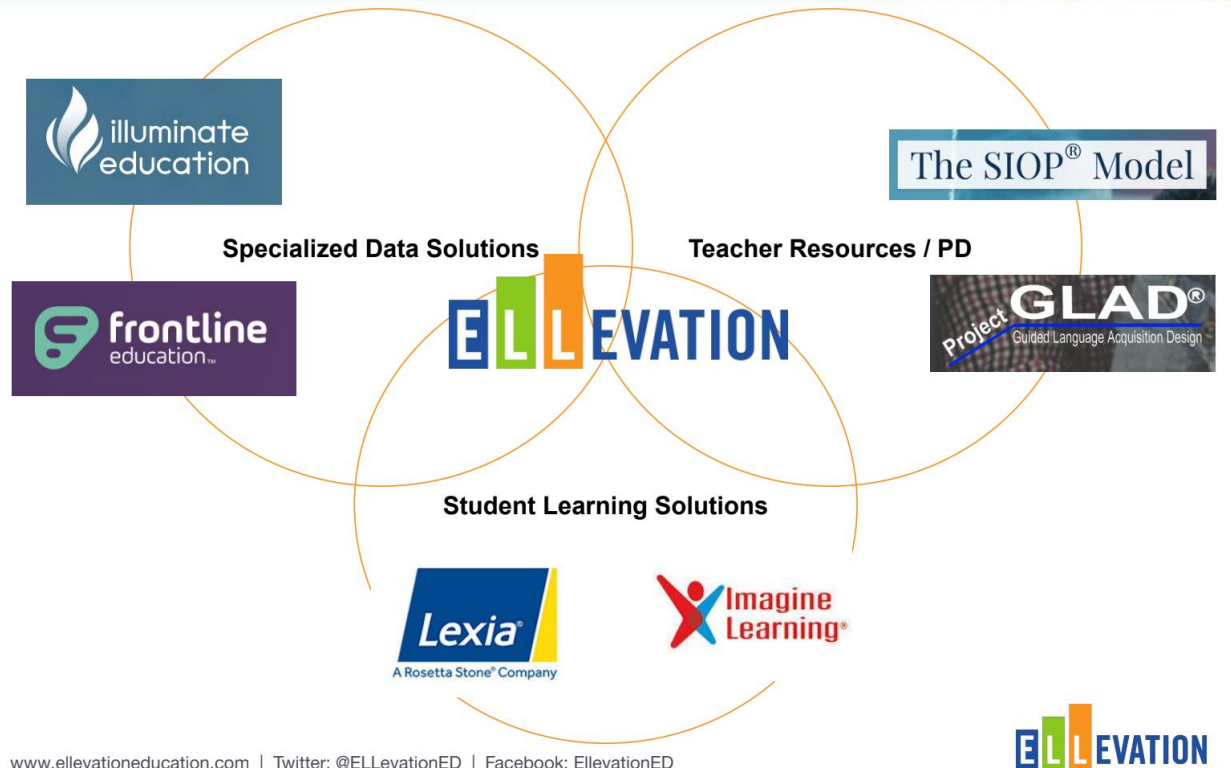 illuminate
education
The SIOP® Model
Specialized Data Solutions
Teacher Resources / PD
frontline
education™
ELLEVATION
Project GLAD®
Guided Language Acquisition Design
Student Learning Solutions
Lexia®
A Rosetta Stone® Company
Imagine
Learning®
www.ellevationeducation.com | Twitter: @ELLevationED | Facebook: EllevationED
ELLEVATION